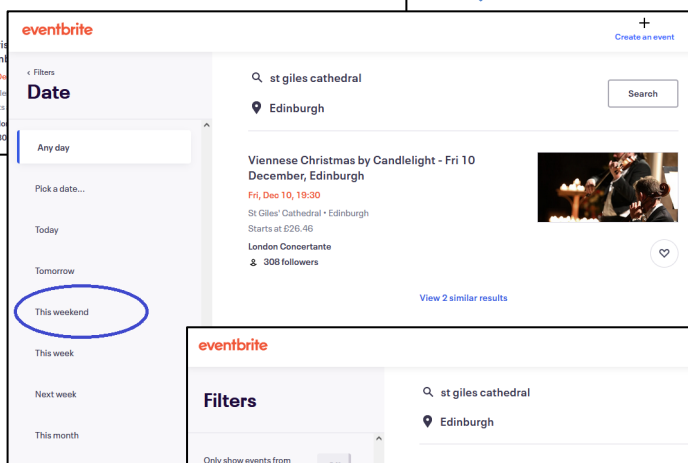 eventbrite
+
Create an event
‹ Filters
Date
st giles cathedral
Edinburgh
Search
Any day
Pick a date...
Today
Tomorrow
This weekend
This week
Next week
This month
Viennese Christmas by Candlelight - Fri 10
December, Edinburgh
Fri, Dec 10, 19:30
St Giles' Cathedral • Edinburgh
Starts at £26.46
London Concertante
308 followers
View 2 similar results
eventbrite
Filters
st giles cathedral
Edinburgh
Only show events from